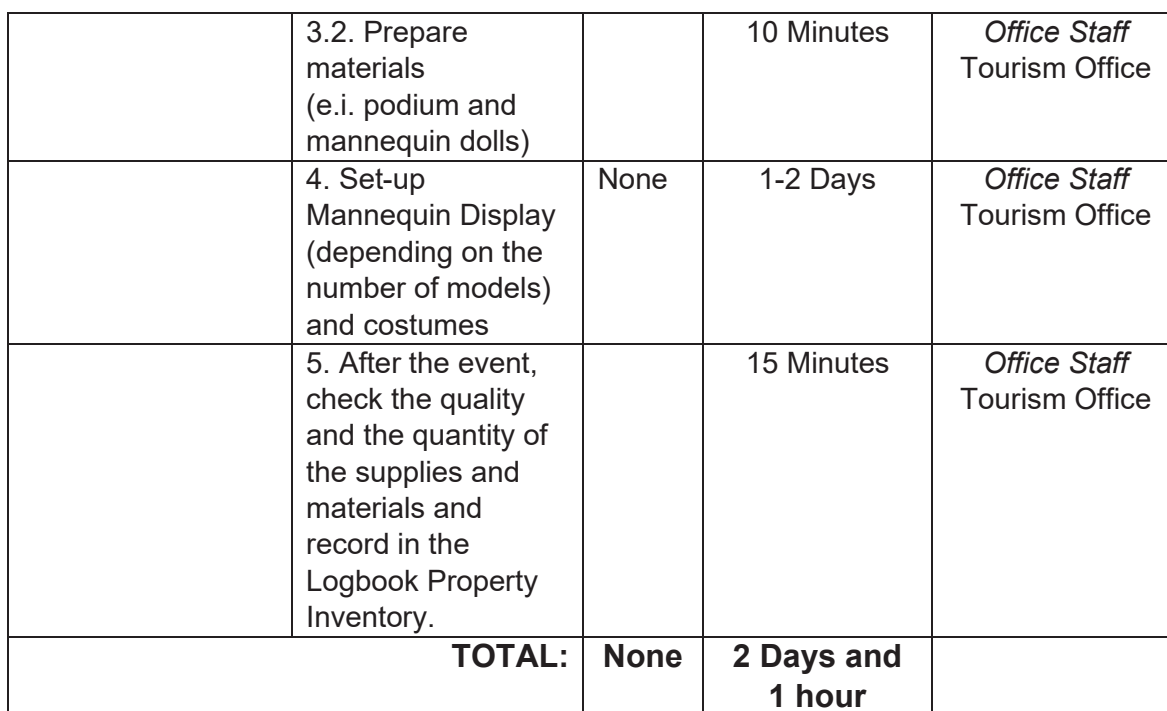 3.2. Prepare
materials
(e.i. podium and
mannequin dolls)
10 Minutes
Office Staff
Tourism Office
4. Set-up
Mannequin Display
(depending on the
number of models)
and costumes
None
1-2 Days
Office Staff
Tourism Office
5. After the event,
check the quality
and the quantity of
the supplies and
materials and
record in the
Logbook Property
Inventory.
15 Minutes
Office Staff
Tourism Office
TOTAL:
None
2 Days and
1 hour